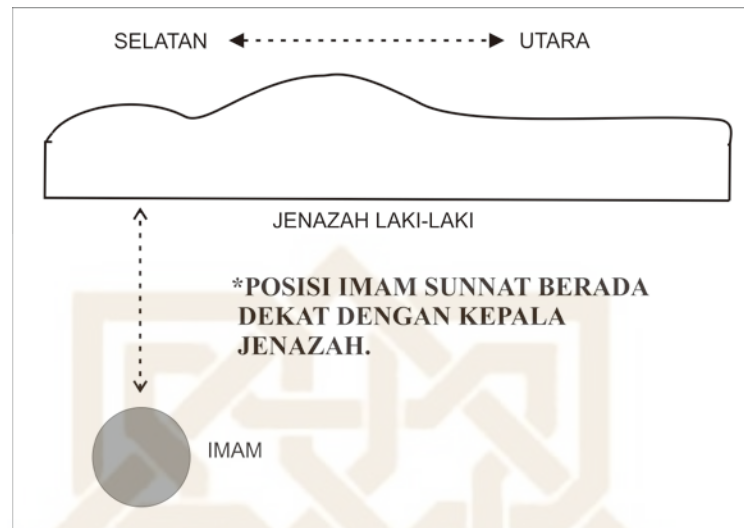 SELATAN UTARA
JENAZAH LAKI-LAKI
*POSISI IMAM SUNNAT BERADA
DEKAT DENGAN KEPALA
JENAZAH.
IMAM